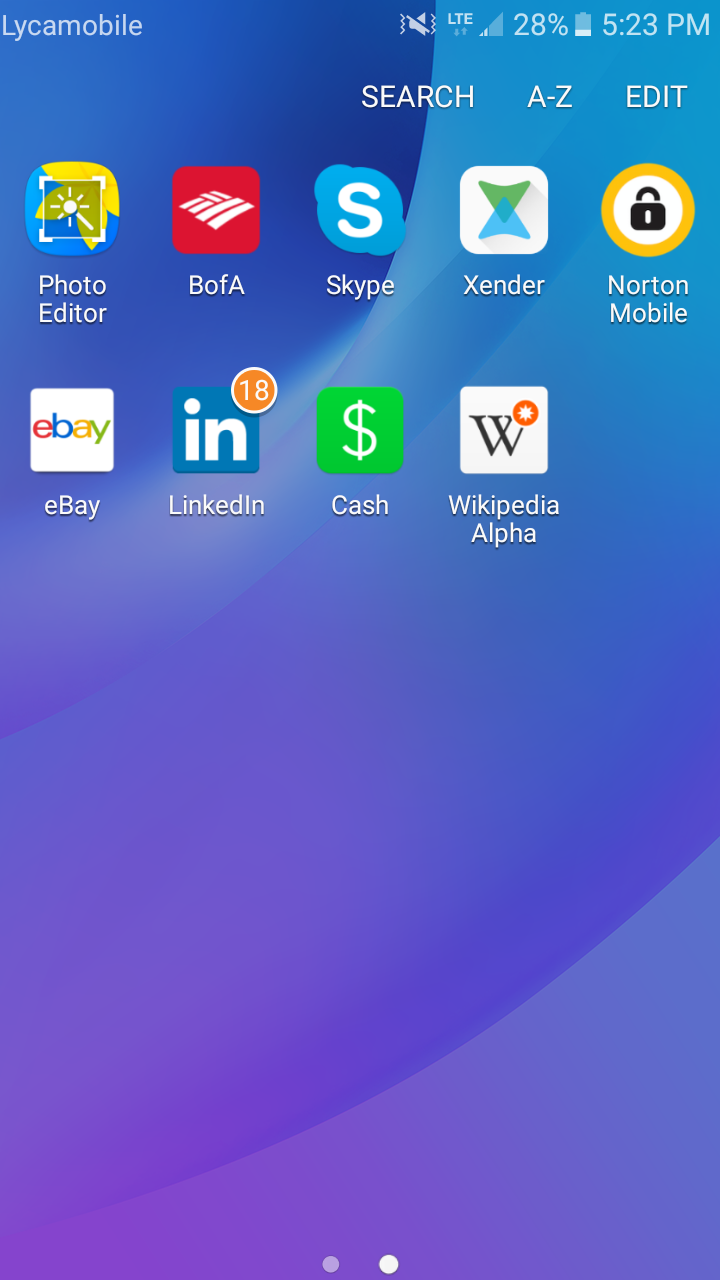 Lycamobile LTE 28% 5:23 PM
SEARCH A-Z EDIT
S
Photo Editor
BofA
Skype
Xender
Norton Mobile
ebay
in
18
$
W
eBay
LinkedIn
Cash
Wikipedia Alpha